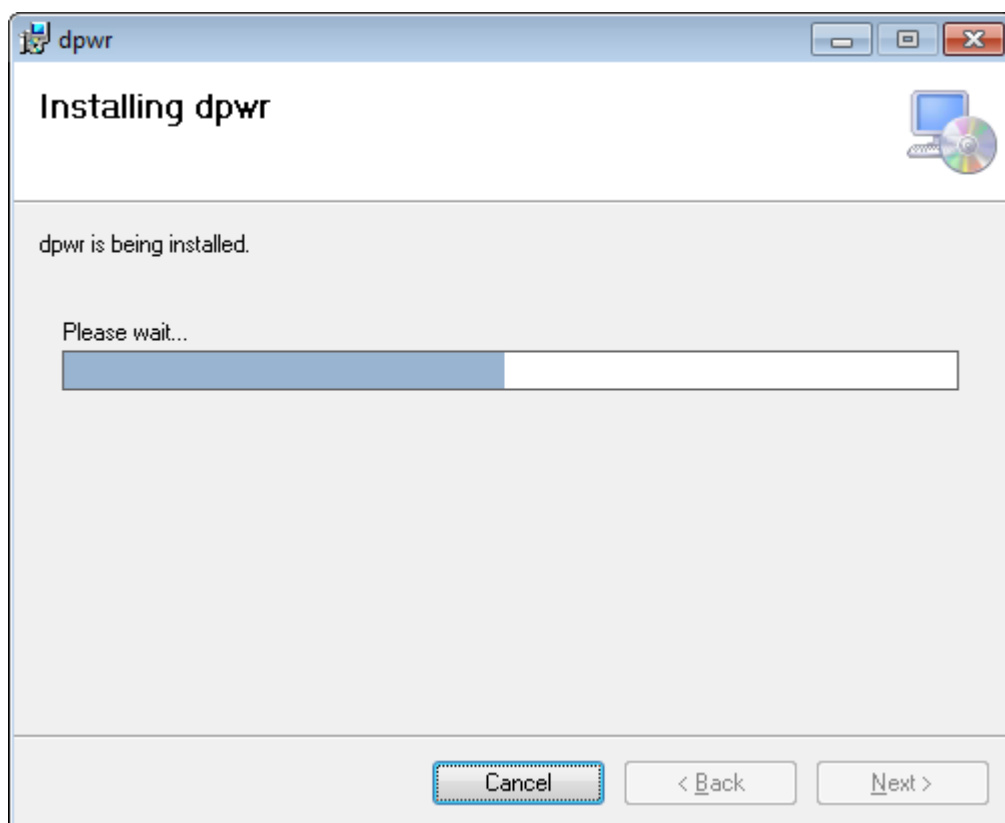 dpwr
Installing dpwr
dpwr is being installed.
Please wait...
Cancel
< Back
Next >